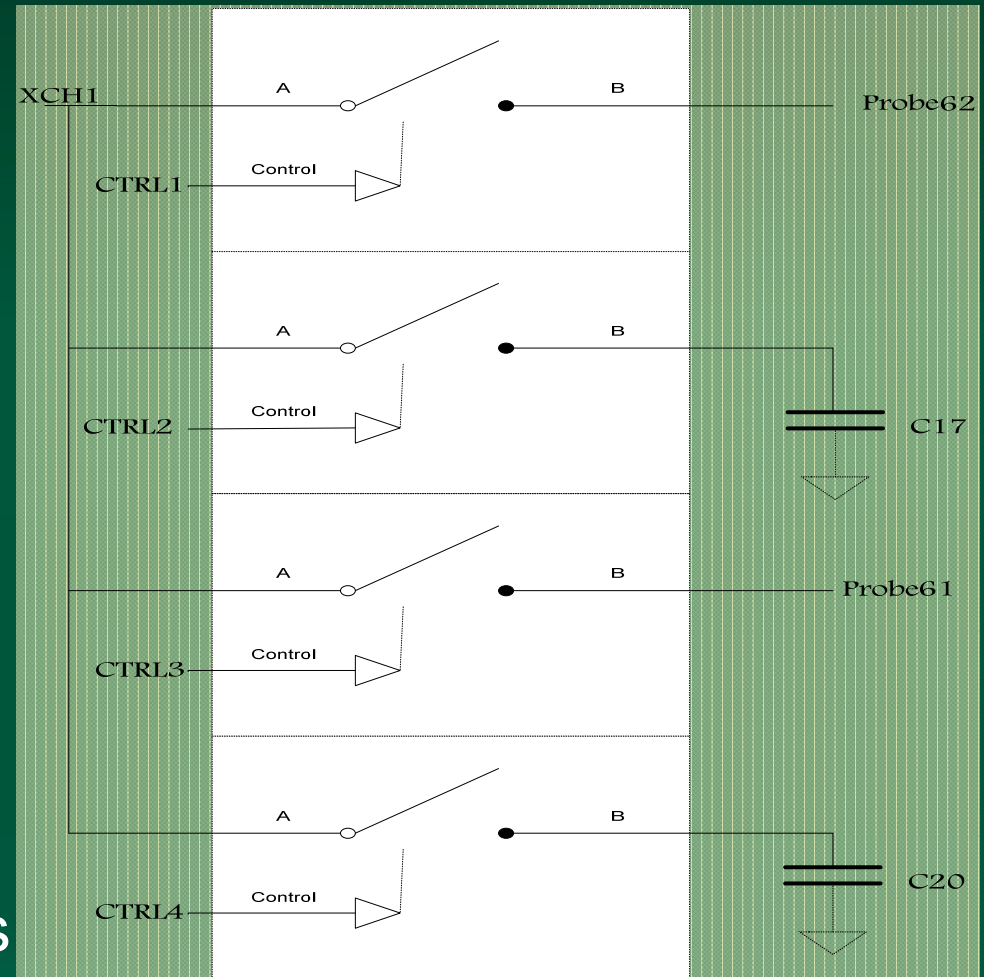 A
B
XCH1
Probe62
Control
CTRL1
A
B
Control
CTRL2
C17
A
B
Probe61
Control
CTRL3
A
B
C20
Control
CTRL4
s